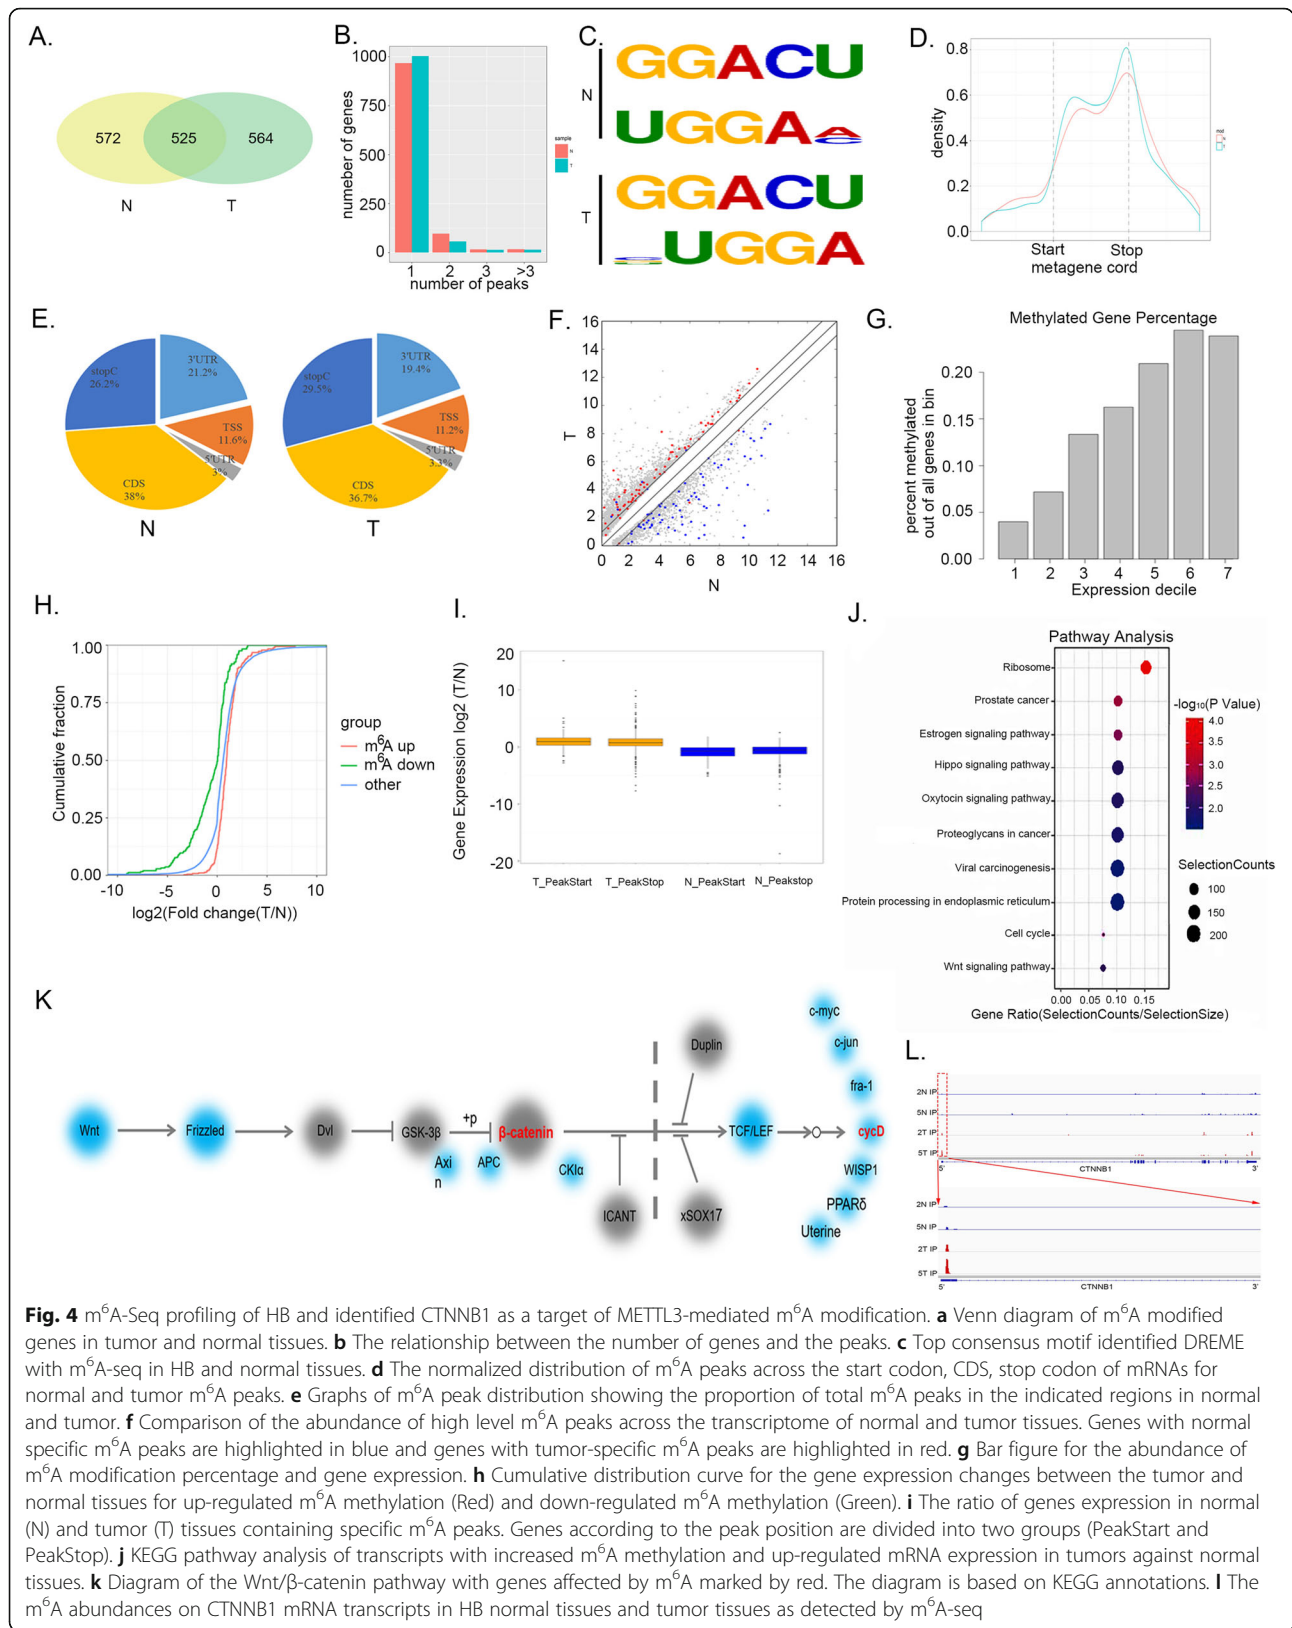 A.
572
525
564
N
T
B.
numeber of genes
1000
750
500
250
0
1
2
3
>3
number of peaks
sample
N
T
C.
N
GGACU
UGGAA
C
T
GGACU
UGGA
D.
density
0.8
0.6
0.4
0.2
0.0
Start
Stop
metagene cord
E.
stopC
26.2%
3'UTR
21.2%
TSS
11.6%
5'UTR
3%
CDS
38%
N
stopC
29.5%
3'UTR
19.4%
TSS
11.2%
5'UTR
3.3%
CDS
36.7%
T
F.
T
16
14
12
10
8
6
4
2
0
0 2 4 6 8 10 12 14 16
N
G.
Methylated Gene Percentage
percent methylated
out of all genes in bin
0.20
0.15
0.10
0.05
0.00
1 2 3 4 5 6 7
Expression decile
H.
Cumulative fraction
1.00
0.75
0.50
0.25
0.00
-10 -5 0 5 10
log2(Fold change(T/N))
group
m⁶A up
m⁶A down
other
I.
Gene Expression log2 (T/N)
20
10
0
-10
-20
T_PeakStart
T_PeakStop
N_PeakStart
N_Peakstop
J.
Pathway Analysis
Ribosome
Prostate cancer
Estrogen signaling pathway
Hippo signaling pathway
Oxytocin signaling pathway
Proteoglycans in cancer
Viral carcinogenesis
Protein processing in endoplasmic reticulum
Cell cycle
Wnt signaling pathway
0.00 0.05 0.10 0.15
Gene Ratio(SelectionCounts/SelectionSize)
-log₁₀(P Value)
4.0
3.5
3.0
2.5
2.0
SelectionCounts
100
150
200
K
Wnt
Frizzled
Dvl
GSK-3β
+p
β-catenin
Axi
n
APC
CKIα
ICANT
Duplin
xSOX17
TCF/LEF
c-myc
c-jun
fra-1
cycD
WISP1
PPARδ
Uterine
L.
2N IP
5N IP
2T IP
5T IP
5'
CTNNB1
3'
2N IP
5N IP
2T IP
5T IP
5'
CTNNB1
3'
Fig. 4 m⁶A-Seq profiling of HB and identified CTNNB1 as a target of METTL3-mediated m⁶A modification. a Venn diagram of m⁶A modified
genes in tumor and normal tissues. b The relationship between the number of genes and the peaks. c Top consensus motif identified DREME
with m⁶A-seq in HB and normal tissues. d The normalized distribution of m⁶A peaks across the start codon, CDS, stop codon of mRNAs for
normal and tumor m⁶A peaks. e Graphs of m⁶A peak distribution showing the proportion of total m⁶A peaks in the indicated regions in normal
and tumor. f Comparison of the abundance of high level m⁶A peaks across the transcriptome of normal and tumor tissues. Genes with normal
specific m⁶A peaks are highlighted in blue and genes with tumor-specific m⁶A peaks are highlighted in red. g Bar figure for the abundance of
m⁶A modification percentage and gene expression. h Cumulative distribution curve for the gene expression changes between the tumor and
normal tissues for up-regulated m⁶A methylation (Red) and down-regulated m⁶A methylation (Green). i The ratio of genes expression in normal
(N) and tumor (T) tissues containing specific m⁶A peaks. Genes according to the peak position are divided into two groups (PeakStart and
PeakStop). j KEGG pathway analysis of transcripts with increased m⁶A methylation and up-regulated mRNA expression in tumors against normal
tissues. k Diagram of the Wnt/β-catenin pathway with genes affected by m⁶A marked by red. The diagram is based on KEGG annotations. l The
m⁶A abundances on CTNNB1 mRNA transcripts in HB normal tissues and tumor tissues as detected by m⁶A-seq